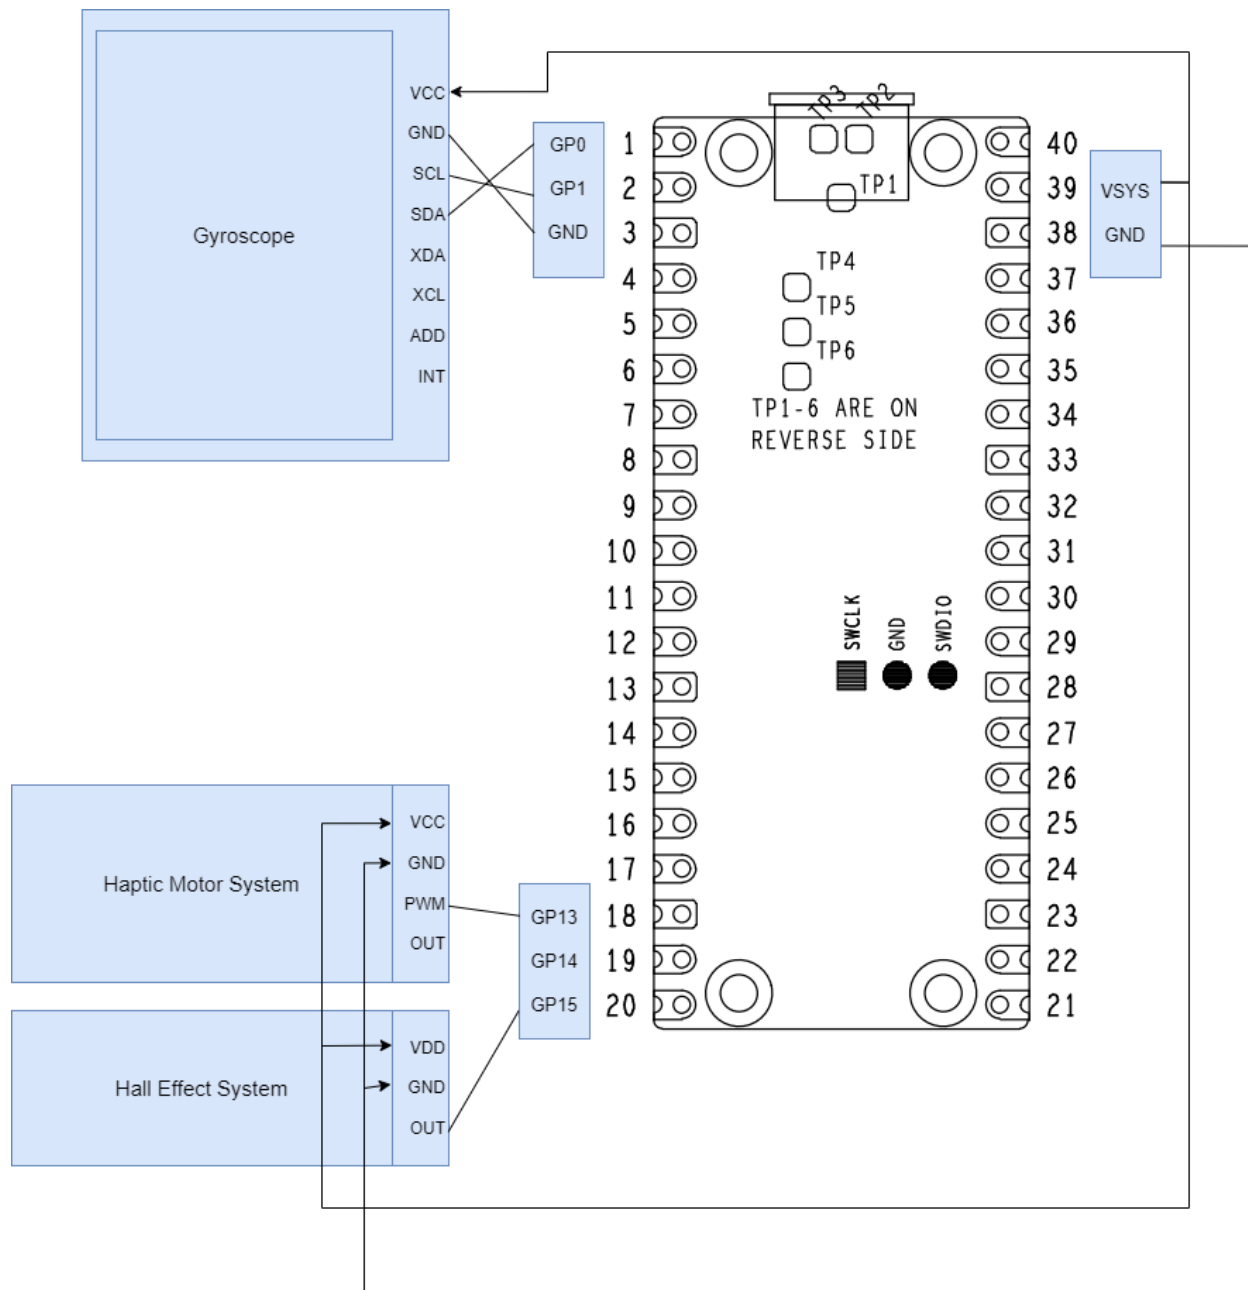 VCC
GND
SCL
SDA
XDA
XCL
ADD
INT
Gyroscope
GP0
GP1
GND
1
2
3
4
5
6
7
8
9
10
11
12
13
14
15
16
17
18
19
20
TP3
TP2
TP1
TP4
TP5
TP6
TP1-6 ARE ON
REVERSE SIDE
SWCLK
GND
SWDIO
40
39
38
37
36
35
34
33
32
31
30
29
28
27
26
25
24
23
22
21
VSYS
GND
Haptic Motor System
VCC
GND
PWM
OUT
GP13
GP14
GP15
Hall Effect System
VDD
GND
OUT